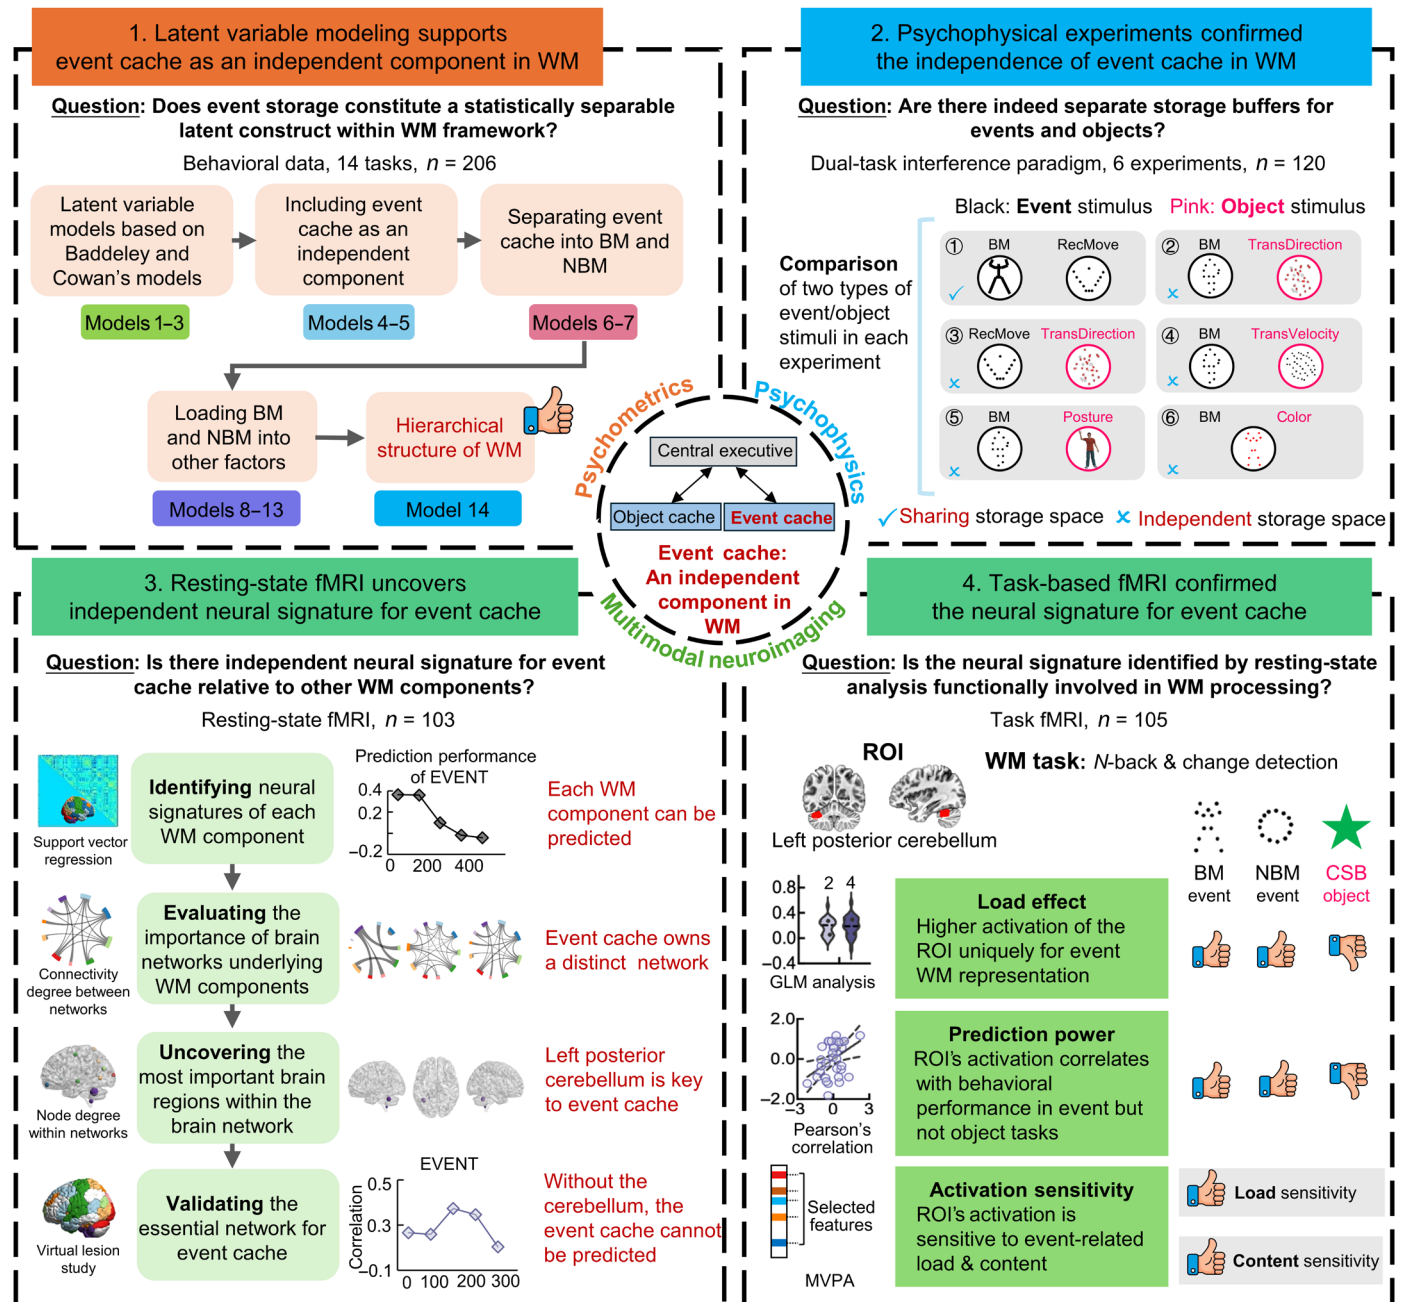 1. Latent variable modeling supports
event cache as an independent component in WM
Question: Does event storage constitute a statistically separable
latent construct within WM framework?
Behavioral data, 14 tasks, n = 206
Latent variable
models based on
Baddeley and
Cowan's models
Including event
cache as an
independent
component
Separating event
cache into BM and
NBM
Models 1–3
Models 4–5
Models 6–7
Loading BM
and NBM into
other factors
Hierarchical
structure of WM
Models 8–13
Model 14
2. Psychophysical experiments confirmed
the independence of event cache in WM
Question: Are there indeed separate storage buffers for
events and objects?
Dual-task interference paradigm, 6 experiments, n = 120
Black: Event stimulus Pink: Object stimulus
Comparison
of two types of
event/object
stimuli in each
experiment
① BM RecMove
✓
② BM TransDirection
×
③ RecMove TransDirection
×
④ BM TransVelocity
×
⑤ BM Posture
×
⑥ BM Color
×
✓ Sharing storage space × Independent storage space
Psychometrics
Psychophysics
Multimodal neuroimaging
Central executive
Object cache
Event cache
Event cache:
An independent
component in
WM
3. Resting-state fMRI uncovers
independent neural signature for event cache
Question: Is there independent neural signature for event
cache relative to other WM components?
Resting-state fMRI, n = 103
Support vector
regression
Identifying neural
signatures of each
WM component
Prediction performance
of EVENT
0.4
0.2
–0.2
0 200 400
Each WM
component can be
predicted
Connectivity
degree between
networks
Evaluating the
importance of brain
networks underlying
WM components
Event cache owns
a distinct network
Node degree
within networks
Uncovering the
most important brain
regions within the
brain network
Left posterior
cerebellum is key
to event cache
Virtual lesion
study
Validating the
essential network for
event cache
EVENT
Correlation
0.5
0.3
–0.1
0 100 200 300
Without the
cerebellum, the
event cache cannot
be predicted
4. Task-based fMRI confirmed
the neural signature for event cache
Question: Is the neural signature identified by resting-state
analysis functionally involved in WM processing?
Task fMRI, n = 105
ROI
Left posterior cerebellum
WM task: N-back & change detection
BM
event
NBM
event
CSB
object
0.8
0.4
0.0
–0.4
2 4
GLM analysis
Load effect
Higher activation of the
ROI uniquely for event
WM representation
2.0
0.0
–2.0
–3 0 3
Pearson's
correlation
Prediction power
ROI's activation correlates
with behavioral
performance in event but
not object tasks
Selected
features
MVPA
Activation sensitivity
ROI's activation is
sensitive to event-related
load & content
Load sensitivity
Content sensitivity